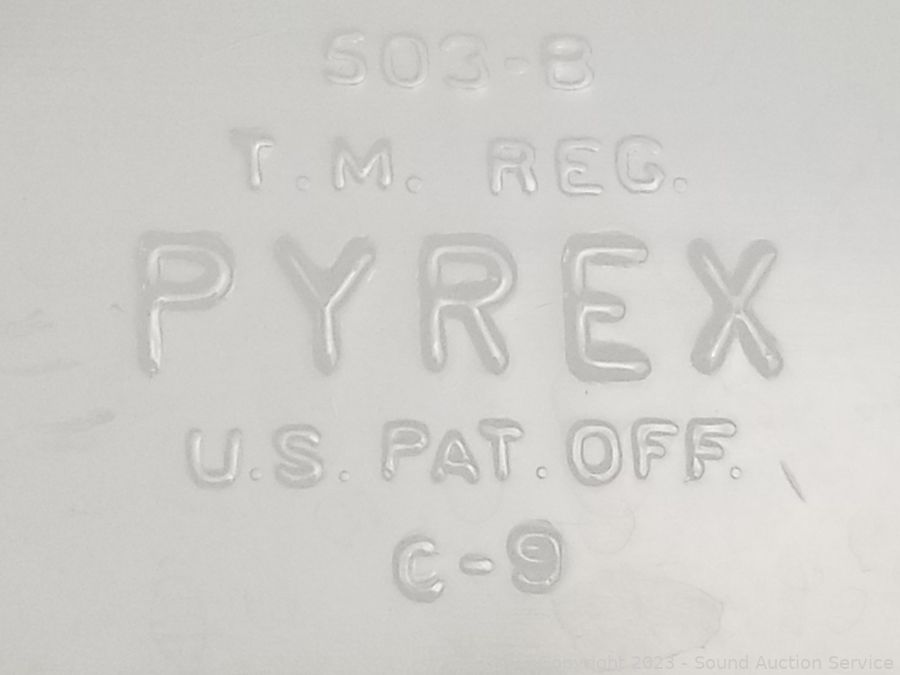 503-B
T.M. REG.
PYREX
U.S. PAT. OFF.
C-9
Copyright 2023 - Sound Auction Service